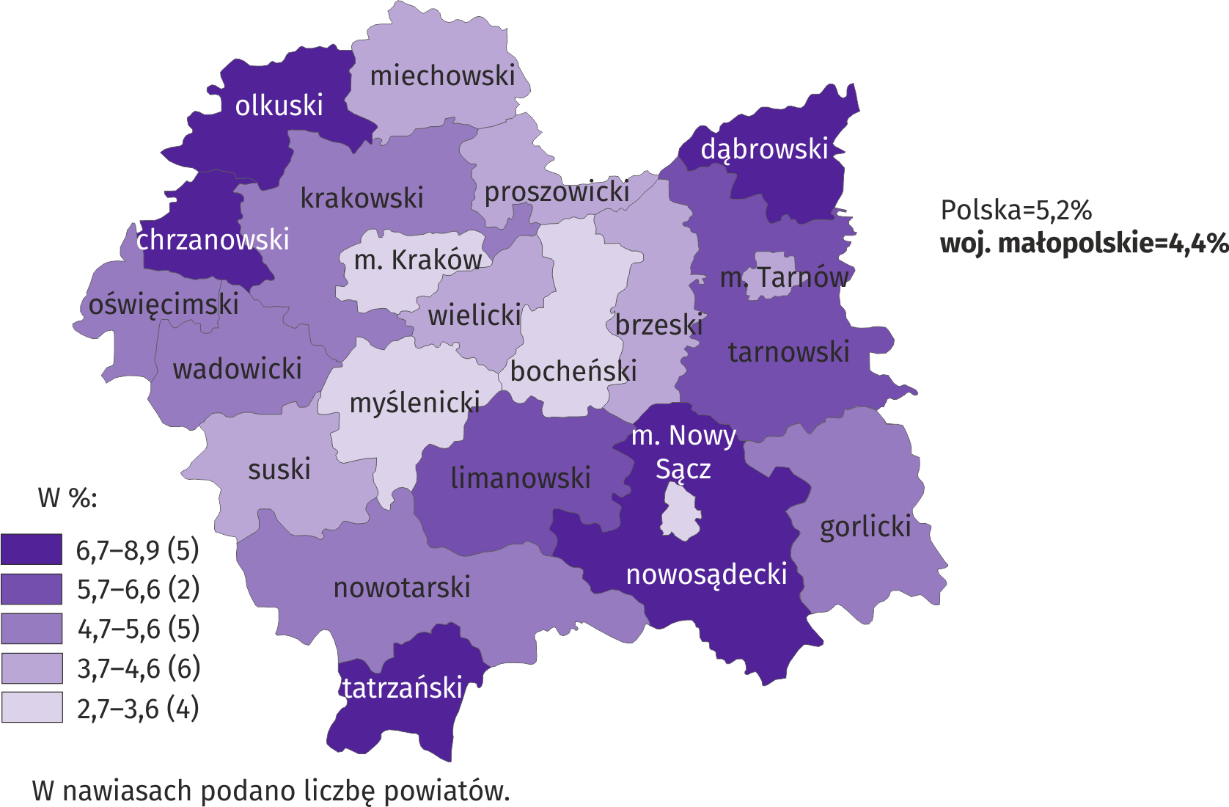 miechowski
olkuski
dąbrowski
krakowski
proszowicki
Polska=5,2%
woj. małopolskie=4,4%
chrzanowski
m. Kraków
m. Tarnów
oświęcimski
wielicki
brzeski
tarnowski
wadowicki
bocheński
myślenicki
m. Nowy
Sącz
suski
limanowski
gorlicki
nowosądecki
nowotarski
tatrzański
W %:
6,7–8,9 (5)
5,7–6,6 (2)
4,7–5,6 (5)
3,7–4,6 (6)
2,7–3,6 (4)
W nawiasach podano liczbę powiatów.